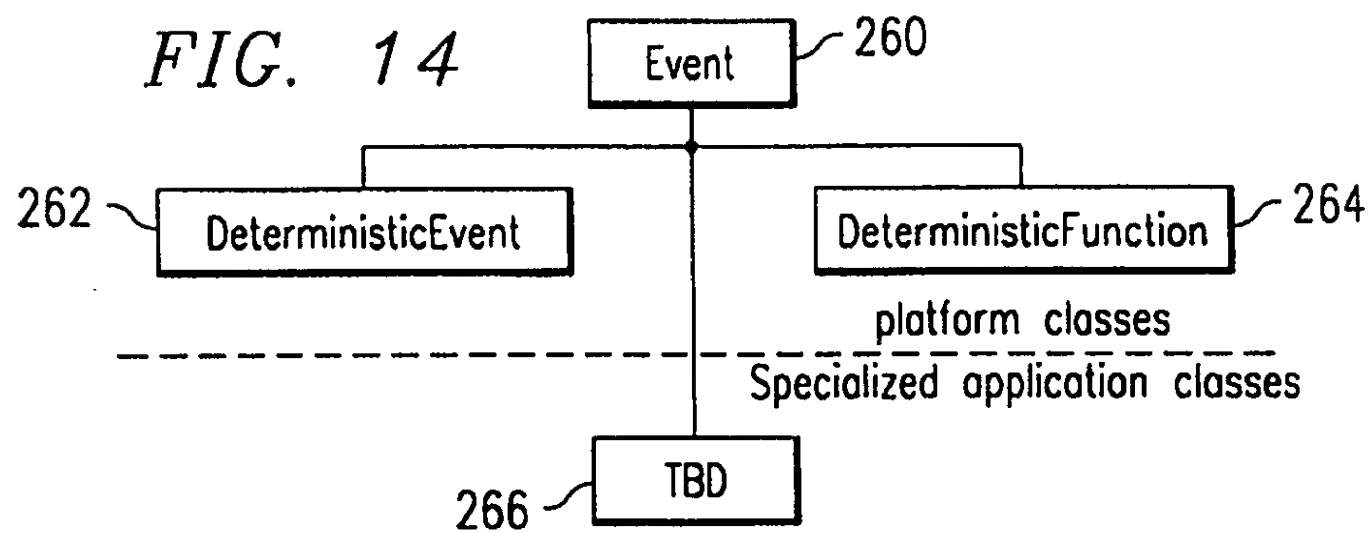 FIG. 14
Event
260
262
DeterministicEvent
DeterministicFunction
264
platform classes
Specialized application classes
TBD
266